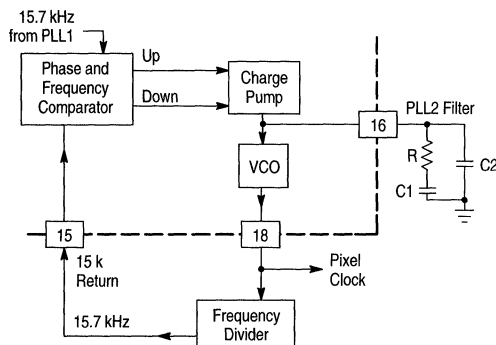 15.7 kHz
from PLL1
Phase and
Frequency
Comparator
Up
Down
Charge
Pump
16
PLL2 Filter
R
C1
C2
VCO
15
18
15 k
Return
Pixel
Clock
15.7 kHz
Frequency
Divider